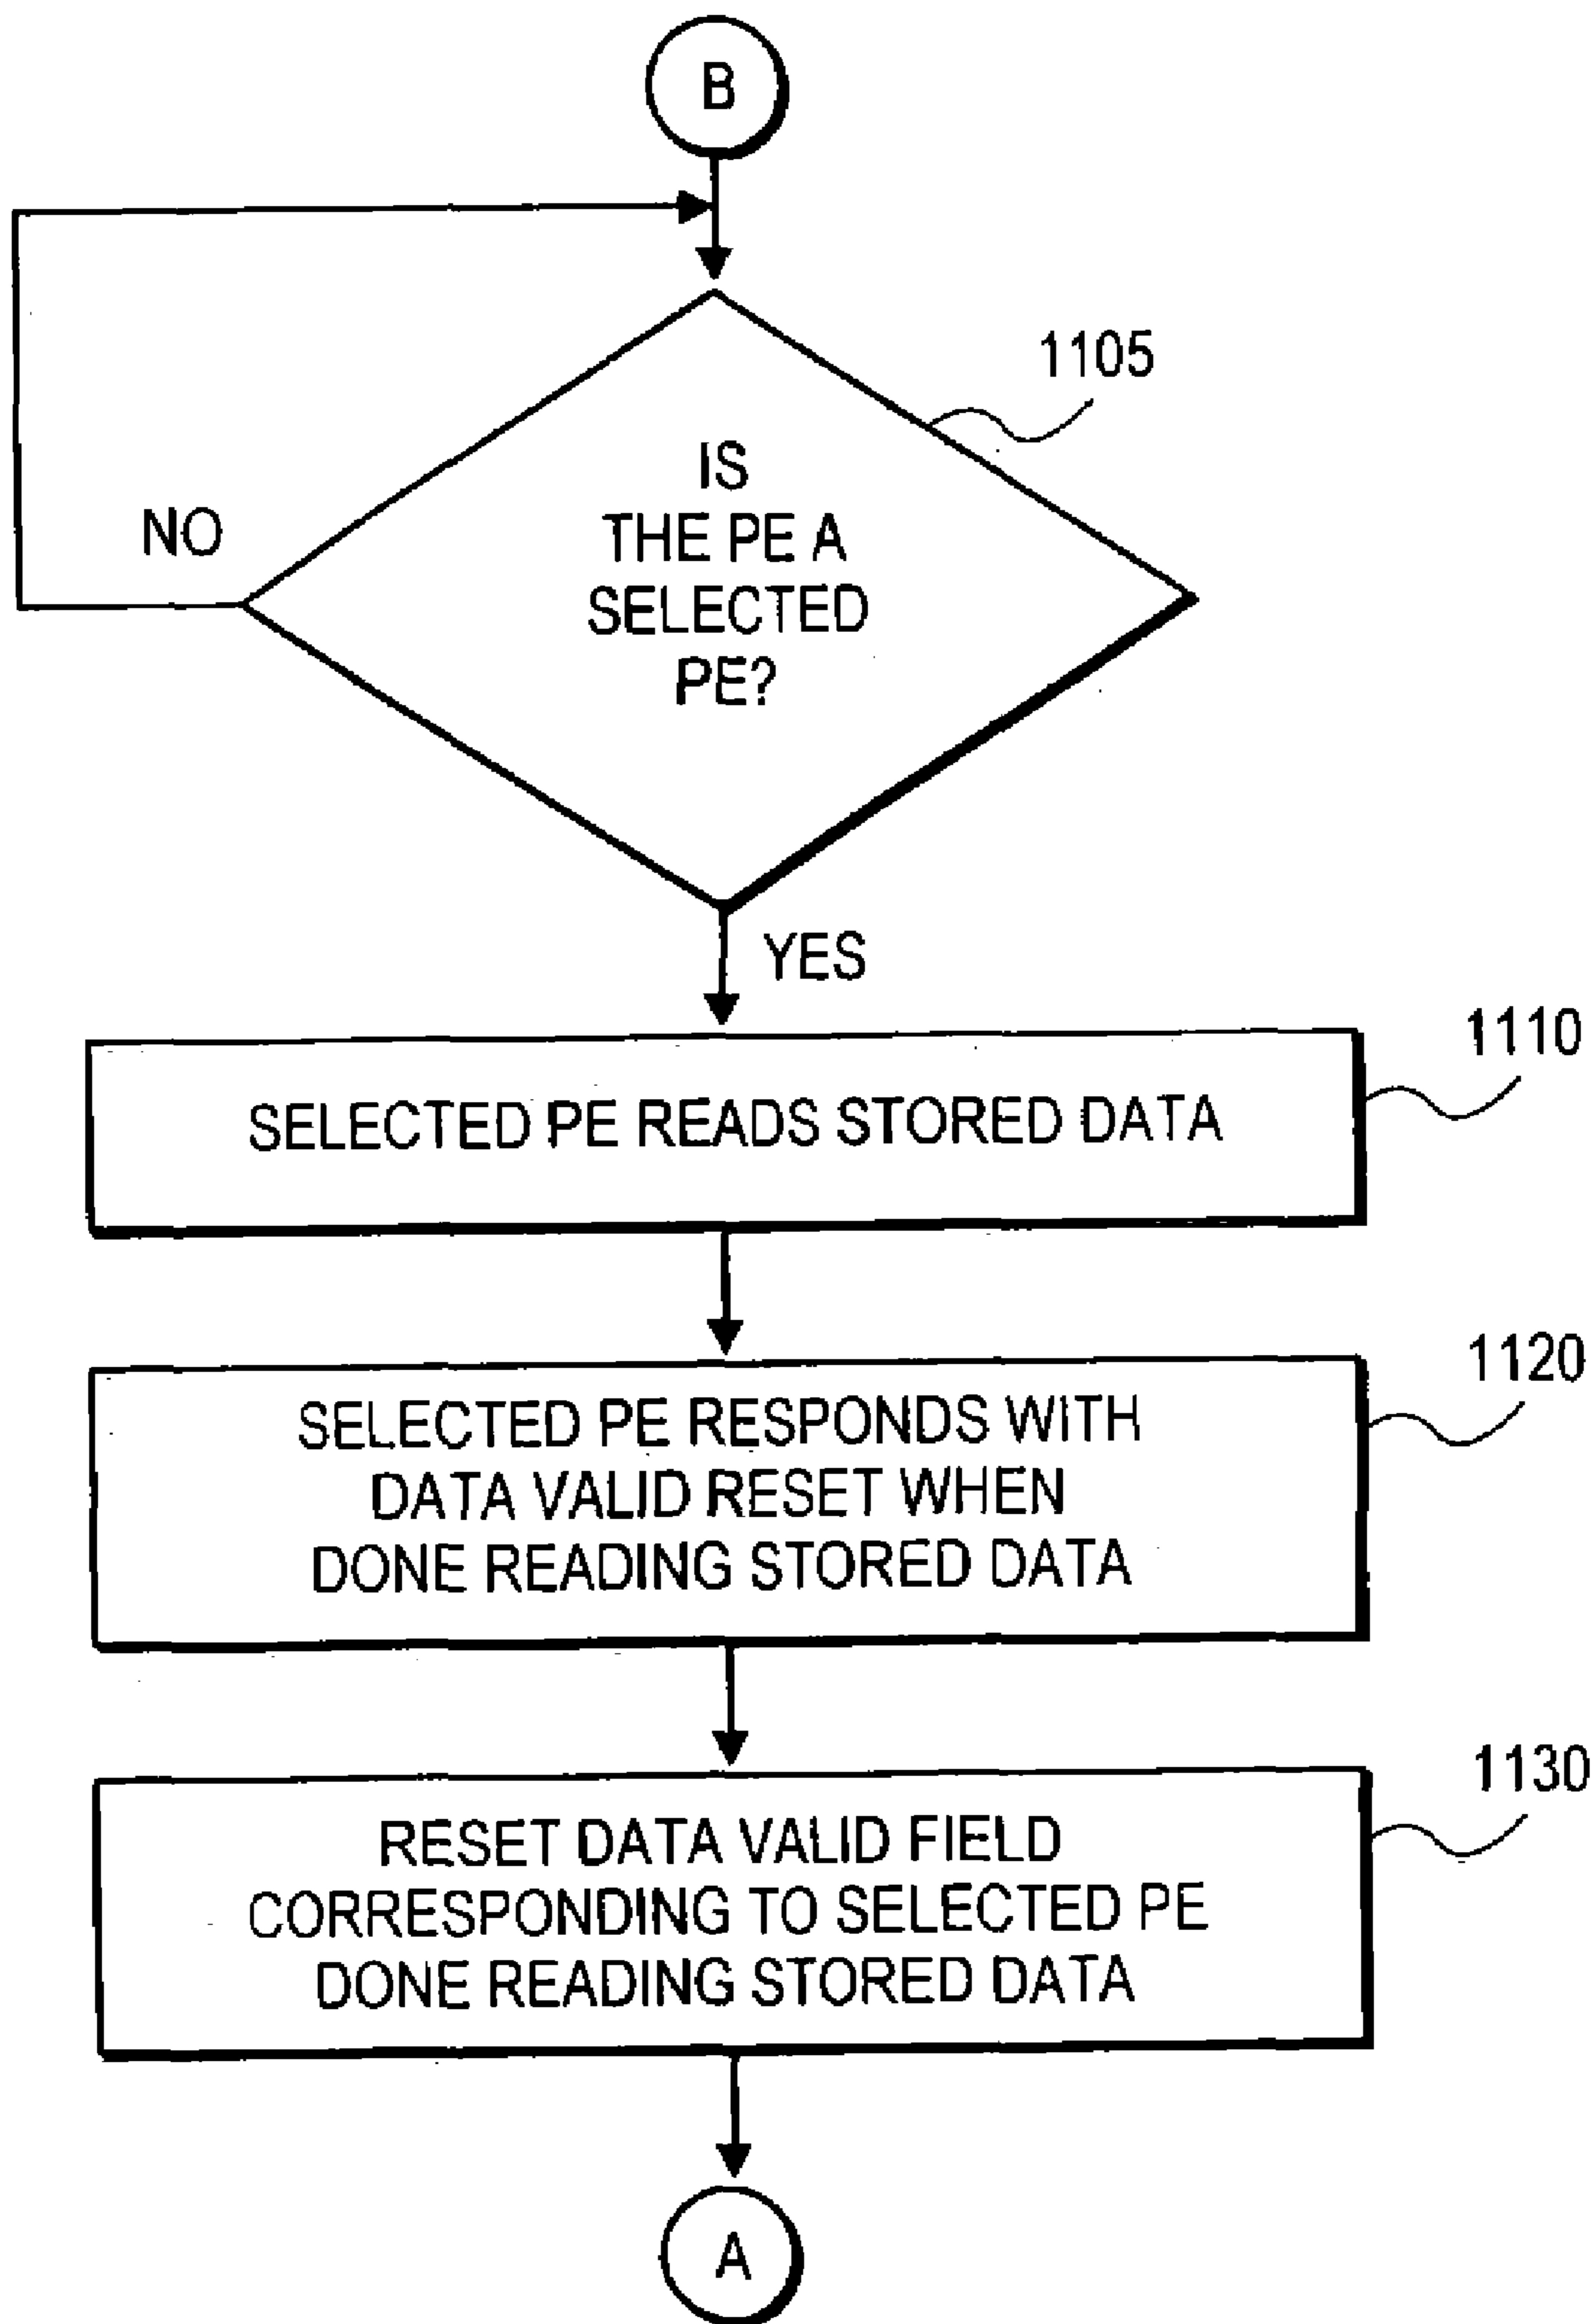 B
1105
IS
THE PE A
SELECTED
PE?
NO
YES
1110
SELECTED PE READS STORED DATA
1120
SELECTED PE RESPONDS WITH
DATA VALID RESET WHEN
DONE READING STORED DATA
1130
RESET DATA VALID FIELD
CORRESPONDING TO SELECTED PE
DONE READING STORED DATA
A